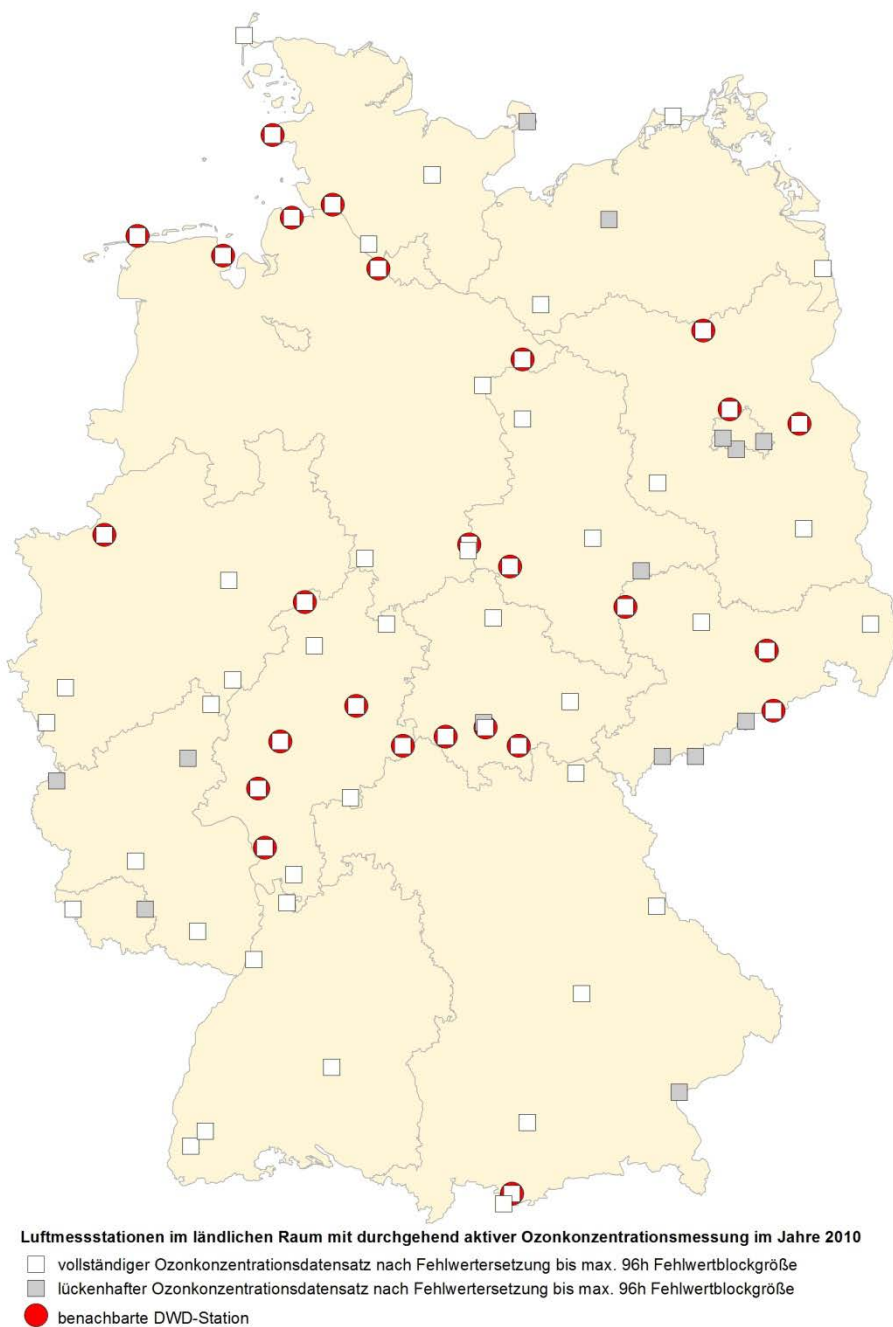 Luftmessstationen im ländlichen Raum mit durchgehend aktiver Ozonkonzentrationsmessung im Jahre 2010
vollständiger Ozonkonzentrationsdatensatz nach Fehlwertersetzung bis max. 96h Fehlwertblockgröße
lückenhafter Ozonkonzentrationsdatensatz nach Fehlwertersetzung bis max. 96h Fehlwertblockgröße
benachbarte DWD-Station